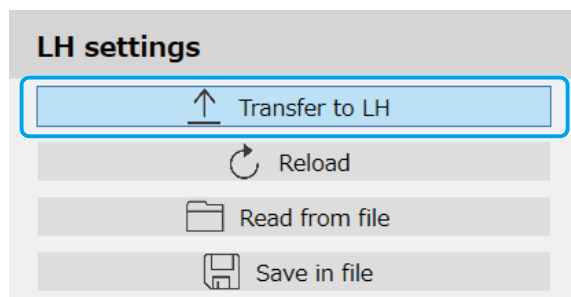 LH settings
Transfer to LH
Reload
Read from file
Save in file